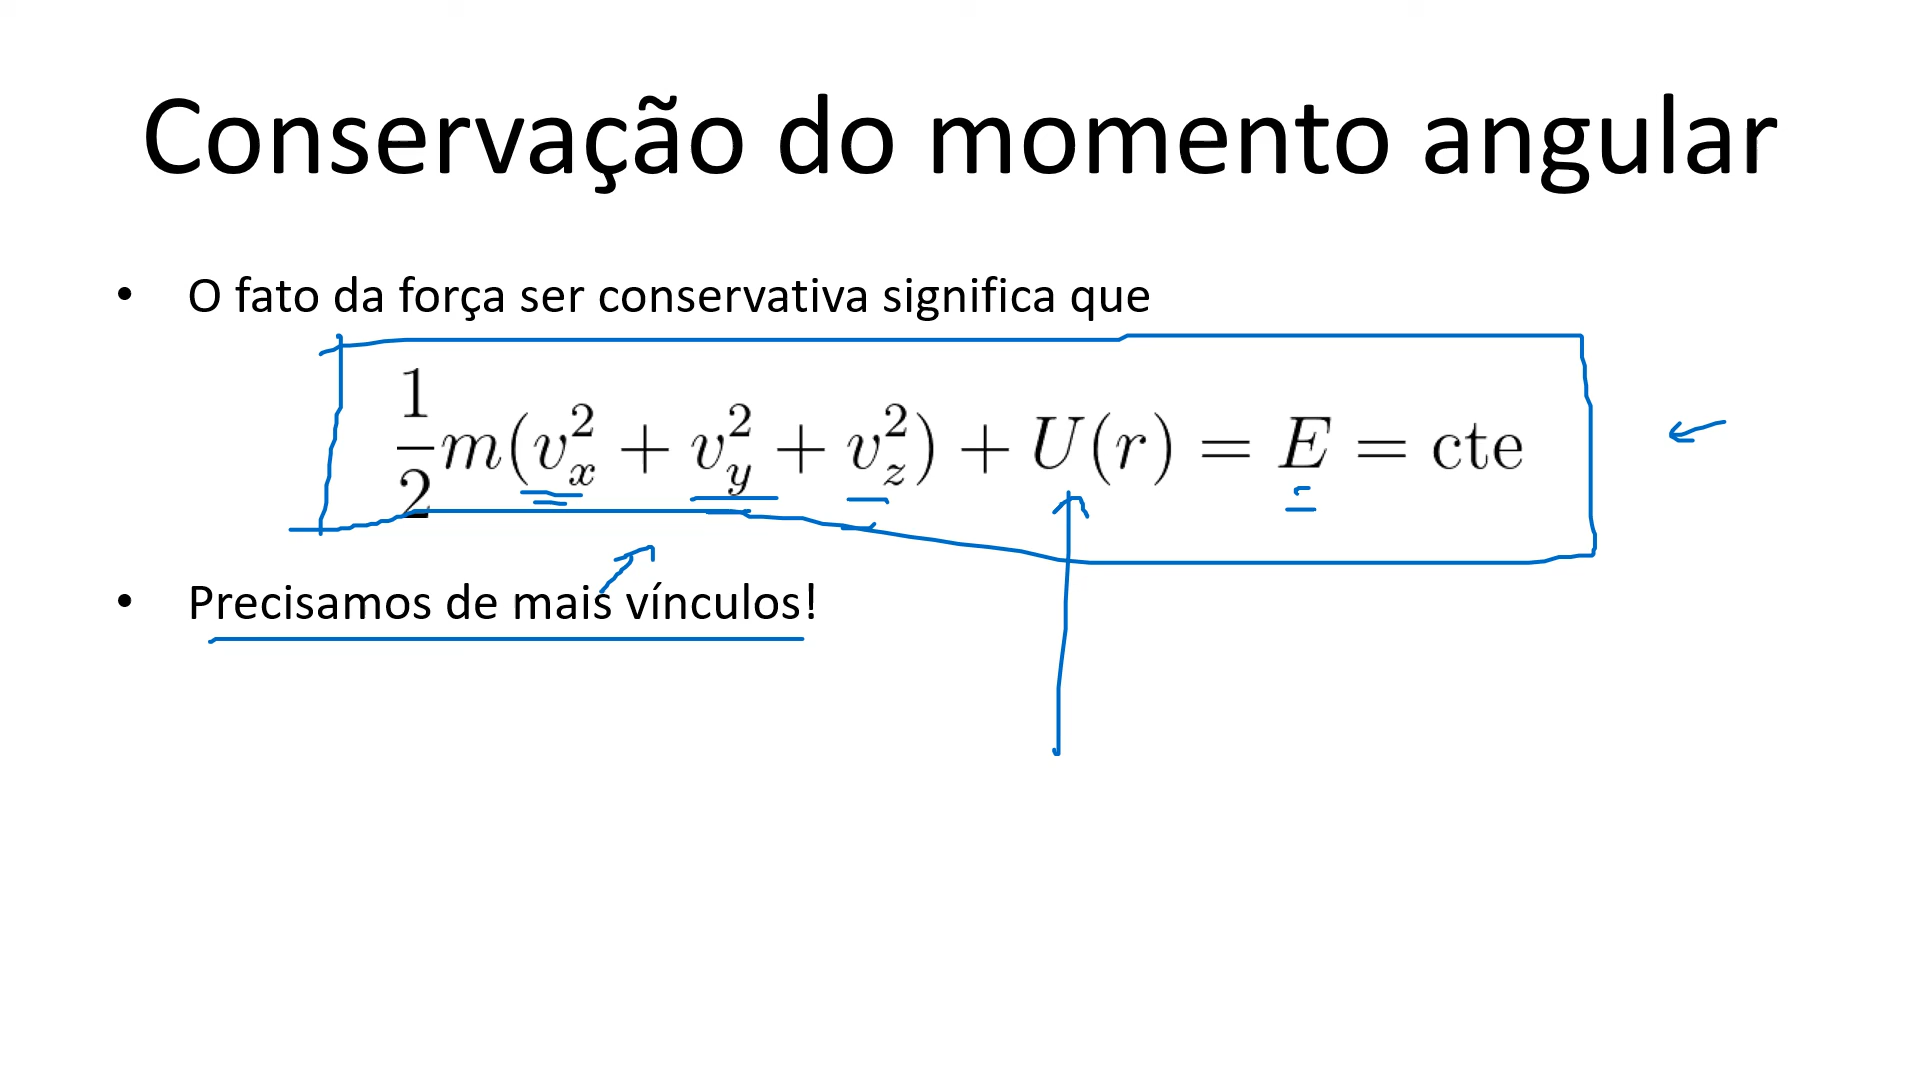 Conservação do momento angular
• O fato da força ser conservativa significa que
\frac{1}{2}m(v_x^2 + v_y^2 + v_z^2) + U(r) = E = cte
• Precisamos de mais vínculos!